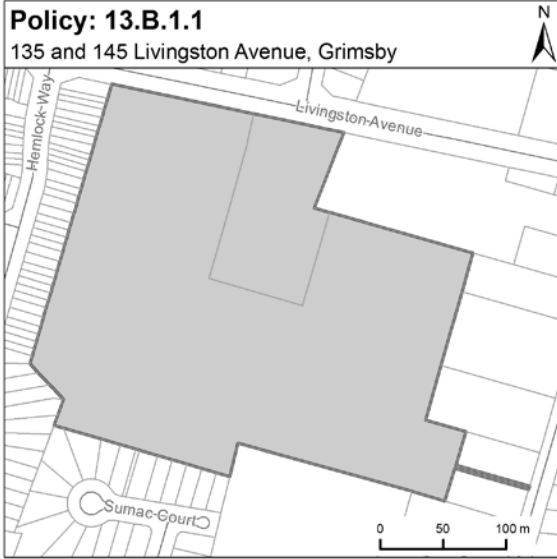 Policy: 13.B.1.1
N
135 and 145 Livingston Avenue, Grimsby
Livingston Avenue
Hemlock Way
Sumac Court
0 50 100 m